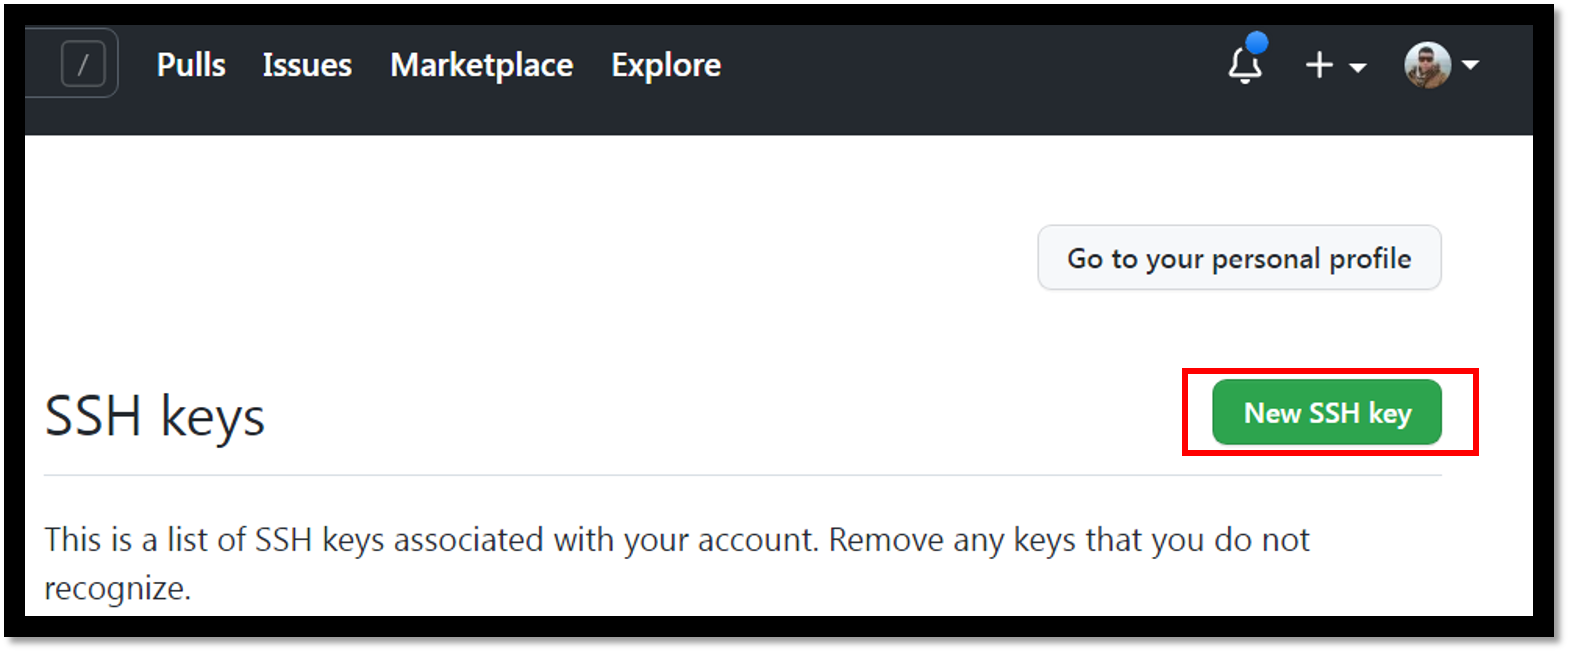 / Pulls Issues Marketplace Explore
Go to your personal profile
SSH keys
New SSH key
This is a list of SSH keys associated with your account. Remove any keys that you do not
recognize.